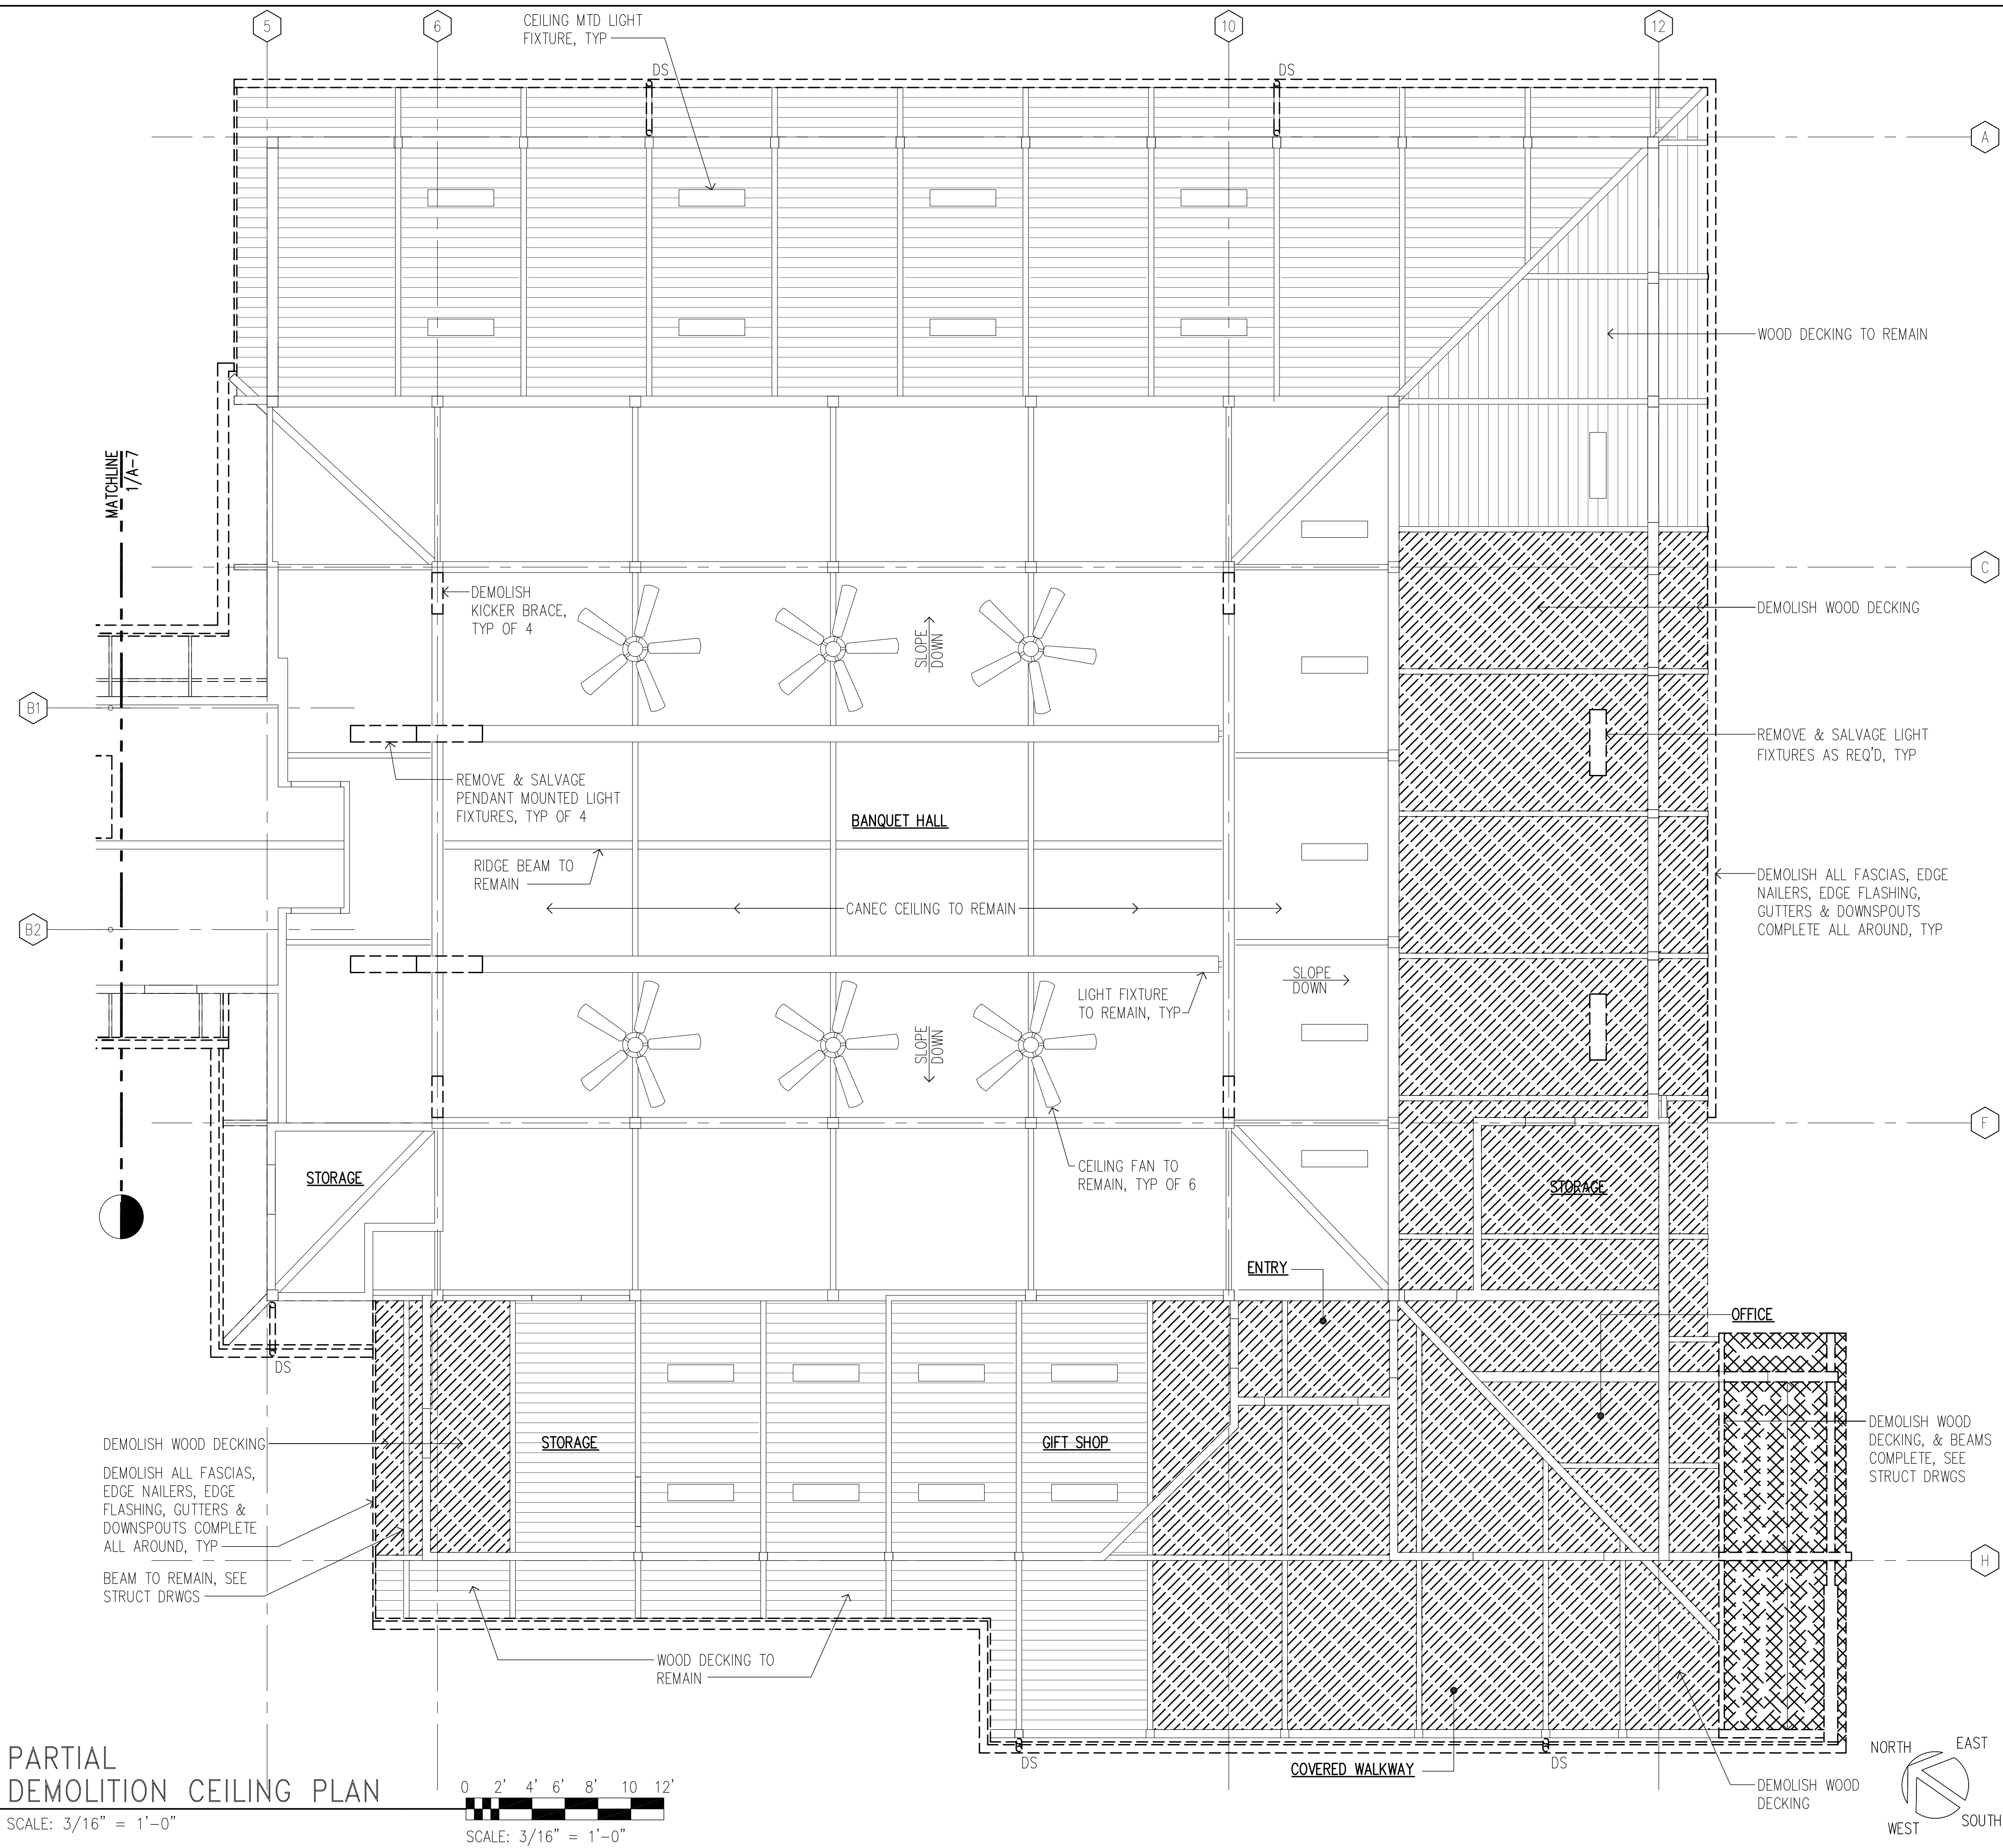 5
6
10
12
CEILING MTD LIGHT
FIXTURE, TYP
DS
DS
A
WOOD DECKING TO REMAIN
MATCHLINE
1/A-7
C
DEMOLISH
KICKER BRACE,
TYP OF 4
SLOPE
DOWN
DEMOLISH WOOD DECKING
B1
REMOVE & SALVAGE LIGHT
FIXTURES AS REQ'D, TYP
REMOVE & SALVAGE
PENDANT MOUNTED LIGHT
FIXTURES, TYP OF 4
BANQUET HALL
RIDGE BEAM TO
REMAIN
DEMOLISH ALL FASCIAS, EDGE
NAILERS, EDGE FLASHING,
GUTTERS & DOWNSPOUTS
COMPLETE ALL AROUND, TYP
CANEC CEILING TO REMAIN
B2
SLOPE
DOWN
LIGHT FIXTURE
TO REMAIN, TYP
SLOPE
DOWN
F
CEILING FAN TO
REMAIN, TYP OF 6
STORAGE
STORAGE
ENTRY
OFFICE
DS
DEMOLISH WOOD DECKING
STORAGE
GIFT SHOP
DEMOLISH WOOD
DECKING, & BEAMS
COMPLETE, SEE
STRUCT DRWGS
DEMOLISH ALL FASCIAS,
EDGE NAILERS, EDGE
FLASHING, GUTTERS &
DOWNSPOUTS COMPLETE
ALL AROUND, TYP
H
BEAM TO REMAIN, SEE
STRUCT DRWGS
WOOD DECKING TO
REMAIN
DS
DS
COVERED WALKWAY
DEMOLISH WOOD
DECKING
NORTH
EAST
WEST
SOUTH
PARTIAL
DEMOLITION CEILING PLAN
SCALE: 3/16" = 1'-0"
0 2' 4' 6' 8' 10 12'
SCALE: 3/16" = 1'-0"